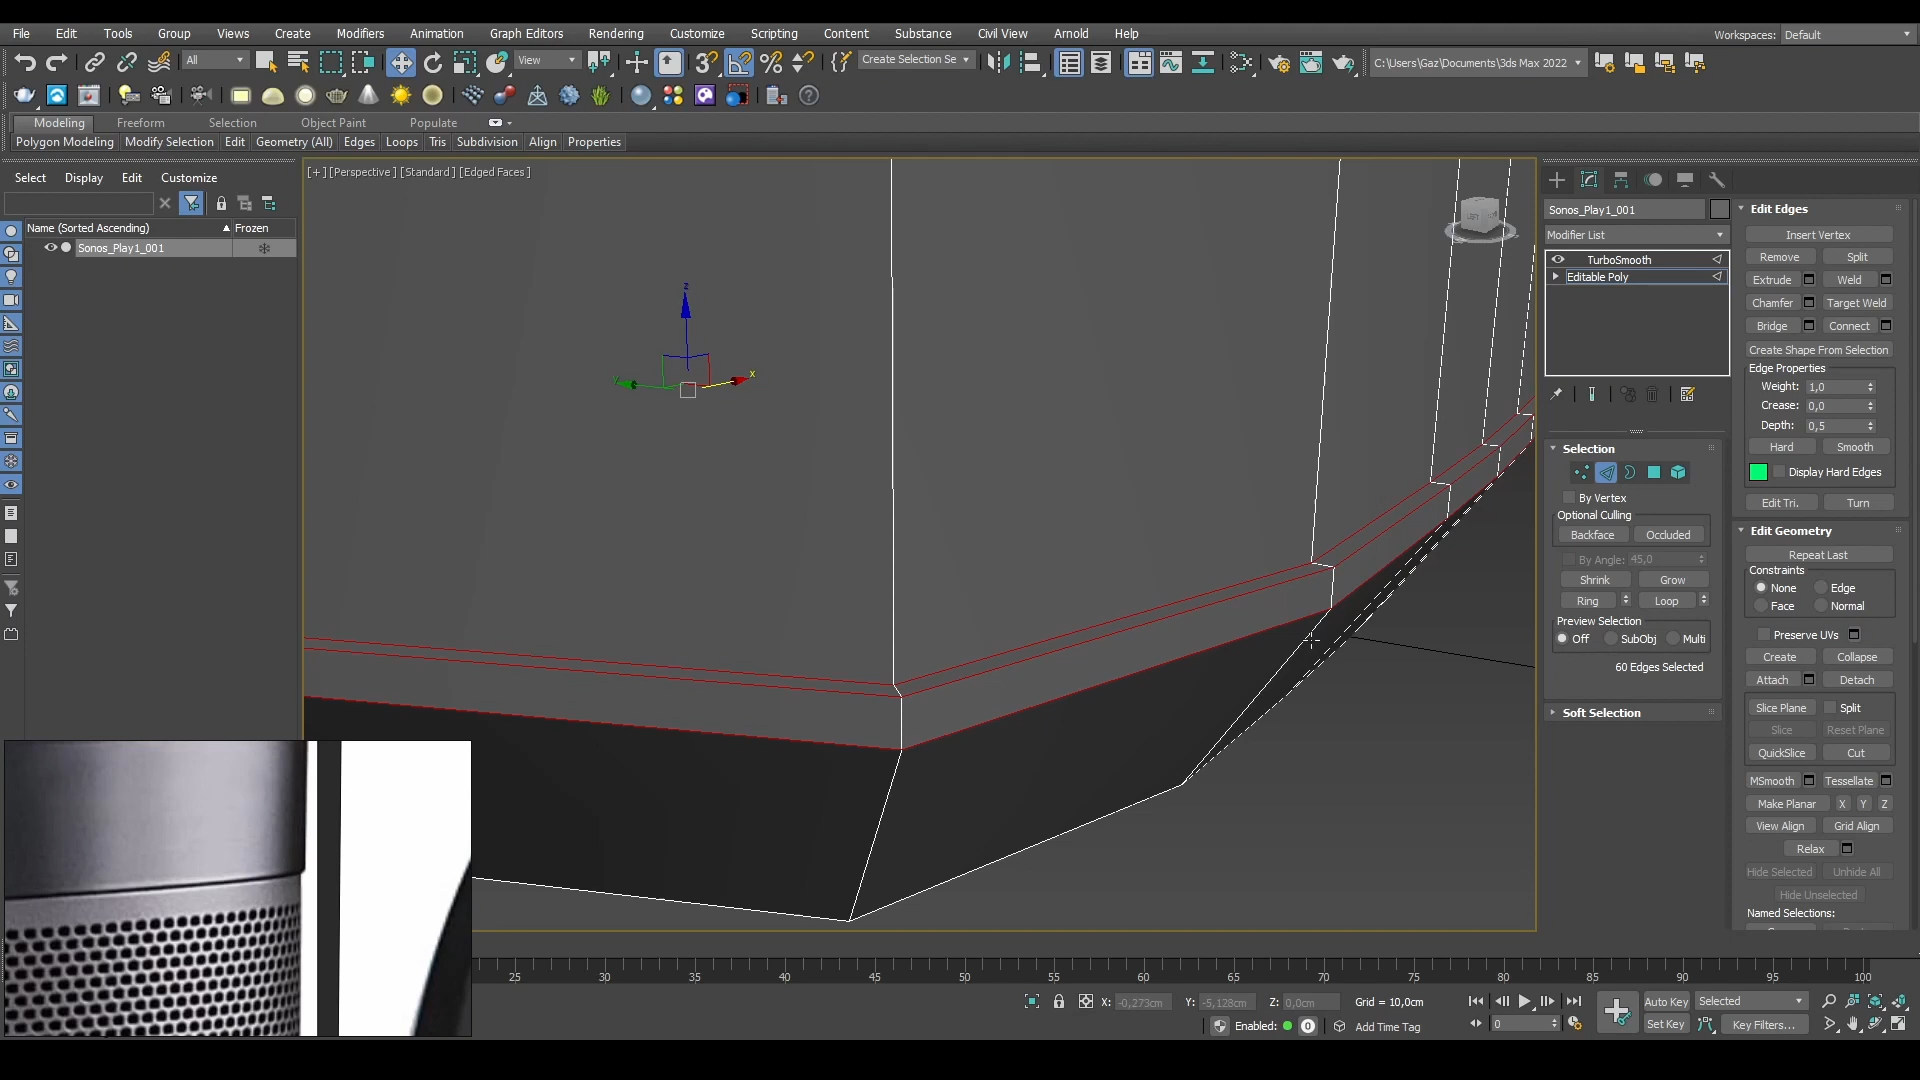 File Edit Tools Group Views Create Modifiers Animation Graph Editors Rendering Customize Scripting Content Substance Civil View Arnold Help
Workspaces: Default
All View Create Selection Se C:\Users\Gaz\Documents\3ds Max 2022
Modeling Freeform Selection Object Paint Populate
Polygon Modeling Modify Selection Edit Geometry (All) Edges Loops Tris Subdivision Align Properties
Select Display Edit Customize
Name (Sorted Ascending) Frozen
Sonos_Play1_001
[+] [Perspective] [Standard] [Edged Faces]
z
x
Sonos_Play1_001
Modifier List
TurboSmooth
Editable Poly
Selection
By Vertex
Optional Culling
Backface Occluded
By Angle: 45,0
Shrink Grow
Ring Loop
Preview Selection
Off SubObj Multi
60 Edges Selected
Soft Selection
Edit Edges
Insert Vertex
Remove Split
Extrude Weld
Chamfer Target Weld
Bridge Connect
Create Shape From Selection
Edge Properties
Weight: 1,0
Crease: 0,0
Depth: 0,5
Hard Smooth
Display Hard Edges
Edit Tri. Turn
Edit Geometry
Repeat Last
Constraints
None Edge
Face Normal
Preserve UVs
Create Collapse
Attach Detach
Slice Plane Split
Slice Reset Plane
QuickSlice Cut
MSmooth Tessellate
Make Planar X Y Z
View Align Grid Align
Relax
Hide Selected Unhide All
Hide Unselected
Named Selections:
25 30 35 40 45 50 55 60 65 70 75 80 85 90 95 100
X: -0,273cm Y: -5,128cm Z: 0,0cm Grid = 10,0cm
Auto Key Selected
Enabled: 0 Add Time Tag
0
Set Key Key Filters...